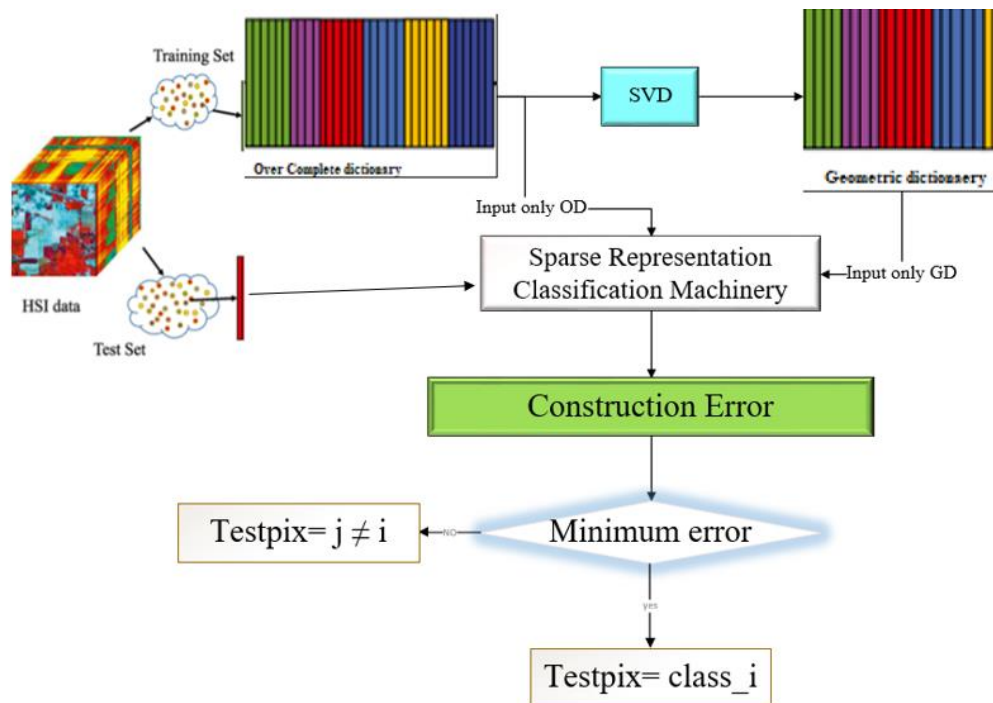 Training Set
Over Complete dictionary
SVD
Geometric dictionsery
Input only OD
Input only GD
Sparse Representation
Classification Machinery
HSI data
Test Set
Construction Error
Minimum error
NO
Testpix= j ≠ i
yes
Testpix= class_i